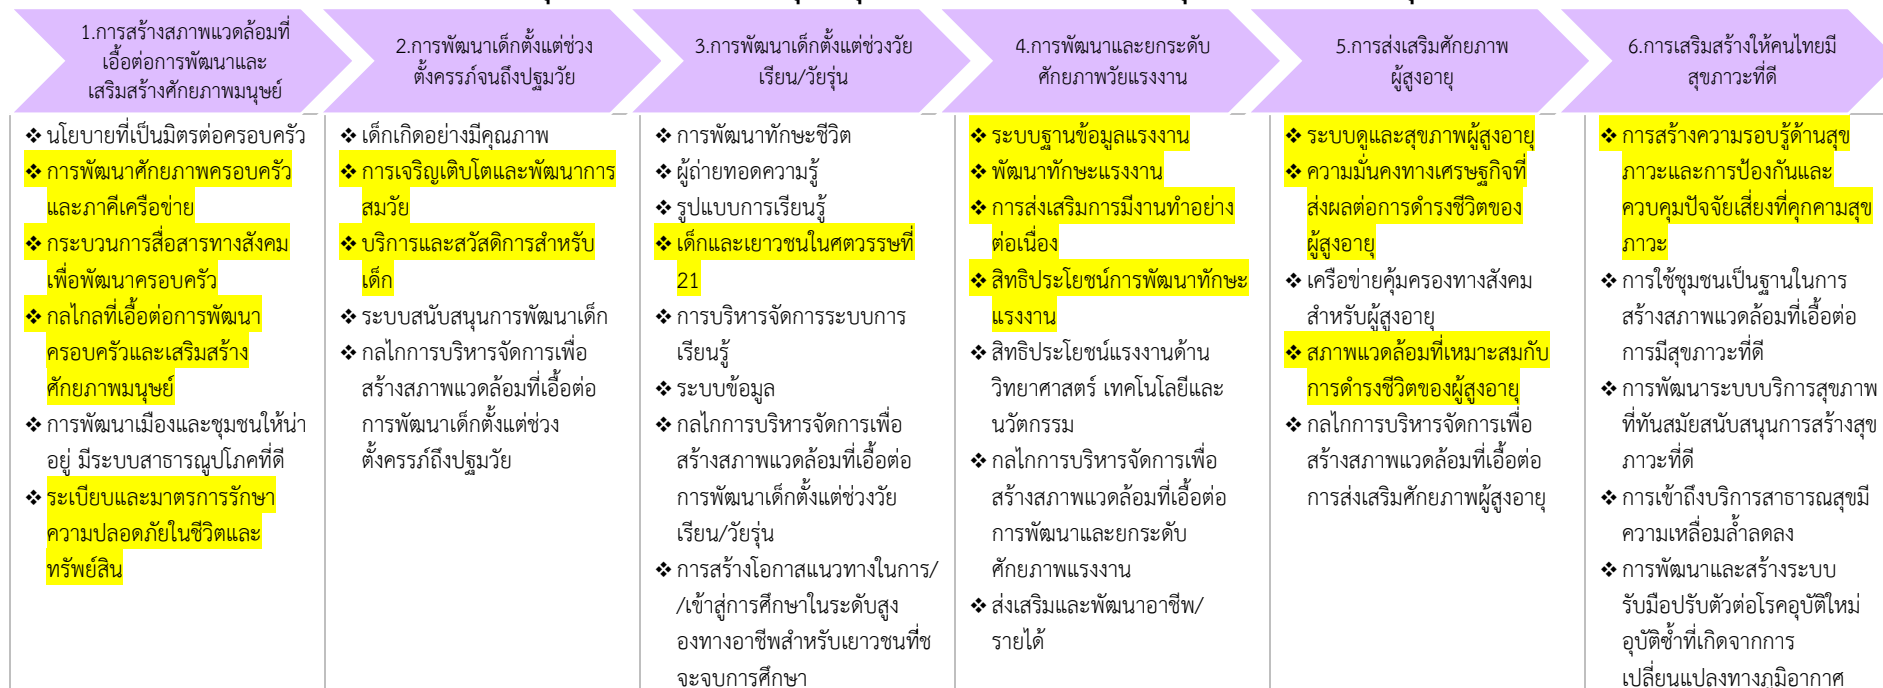 1.การสร้างสภาพแวดล้อมที่
เอื้อต่อการพัฒนาและ
เสริมสร้างศักยภาพมนุษย์
2.การพัฒนาเด็กตั้งแต่ช่วง
ตั้งครรภ์จนถึงปฐมวัย
3.การพัฒนาเด็กตั้งแต่ช่วงวัย
เรียน/วัยรุ่น
4.การพัฒนาและยกระดับ
ศักยภาพวัยแรงงาน
5.การส่งเสริมศักยภาพ
ผู้สูงอายุ
6.การเสริมสร้างให้คนไทยมี
สุขภาวะที่ดี
❖ นโยบายที่เป็นมิตรต่อครอบครัว
❖ การพัฒนาศักยภาพครอบครัว
และภาคีเครือข่าย
❖ กระบวนการสื่อสารทางสังคม
เพื่อพัฒนาครอบครัว
❖ กลไกลที่เอื้อต่อการพัฒนา
ครอบครัวและเสริมสร้าง
ศักยภาพมนุษย์
❖ การพัฒนาเมืองและชุมชนให้น่า
อยู่ มีระบบสาธารณูปโภคที่ดี
❖ ระเบียบและมาตรการรักษา
ความปลอดภัยในชีวิตและ
ทรัพย์สิน
❖ เด็กเกิดอย่างมีคุณภาพ
❖ การเจริญเติบโตและพัฒนาการ
สมวัย
❖ บริการและสวัสดิการสำหรับ
เด็ก
❖ ระบบสนับสนุนการพัฒนาเด็ก
❖ กลไกการบริหารจัดการเพื่อ
สร้างสภาพแวดล้อมที่เอื้อต่อ
การพัฒนาเด็กตั้งแต่ช่วง
ตั้งครรภ์ถึงปฐมวัย
❖ การพัฒนาทักษะชีวิต
❖ ผู้ถ่ายทอดความรู้
❖ รูปแบบการเรียนรู้
❖ เด็กและเยาวชนในศตวรรษที่
21
❖ การบริหารจัดการระบบการ
เรียนรู้
❖ ระบบข้อมูล
❖ กลไกการบริหารจัดการเพื่อ
สร้างสภาพแวดล้อมที่เอื้อต่อ
การพัฒนาเด็กตั้งแต่ช่วงวัย
เรียน/วัยรุ่น
❖ การสร้างโอกาสแนวทางในการ/
/เข้าสู่การศึกษาในระดับสูง
องทางอาชีพสำหรับเยาวชนที่ช
จะจบการศึกษา
❖ ระบบฐานข้อมูลแรงงาน
❖ พัฒนาทักษะแรงงาน
❖ การส่งเสริมการมีงานทำอย่าง
ต่อเนื่อง
❖ สิทธิประโยชน์การพัฒนาทักษะ
แรงงาน
❖ สิทธิประโยชน์แรงงานด้าน
วิทยาศาสตร์ เทคโนโลยีและ
นวัตกรรม
❖ กลไกการบริหารจัดการเพื่อ
สร้างสภาพแวดล้อมที่เอื้อต่อ
การพัฒนาและยกระดับ
ศักยภาพแรงงาน
❖ ส่งเสริมและพัฒนาอาชีพ/
รายได้
❖ ระบบดูและสุขภาพผู้สูงอายุ
❖ ความมั่นคงทางเศรษฐกิจที่
ส่งผลต่อการดำรงชีวิตของ
ผู้สูงอายุ
❖ เครือข่ายคุ้มครองทางสังคม
สำหรับผู้สูงอายุ
❖ สภาพแวดล้อมที่เหมาะสมกับ
การดำรงชีวิตของผู้สูงอายุ
❖ กลไกการบริหารจัดการเพื่อ
สร้างสภาพแวดล้อมที่เอื้อต่อ
การส่งเสริมศักยภาพผู้สูงอายุ
❖ การสร้างความรอบรู้ด้านสุข
ภาวะและการป้องกันและ
ควบคุมปัจจัยเสี่ยงที่คุกคามสุข
ภาวะ
❖ การใช้ชุมชนเป็นฐานในการ
สร้างสภาพแวดล้อมที่เอื้อต่อ
การมีสุขภาวะที่ดี
❖ การพัฒนาระบบบริการสุขภาพ
ที่ทันสมัยสนับสนุนการสร้างสุข
ภาวะที่ดี
❖ การเข้าถึงบริการสาธารณสุขมี
ความเหลื่อมล้ำลดลง
❖ การพัฒนาและสร้างระบบ
รับมือปรับตัวต่อโรคอุบัติใหม่
อุบัติซ้ำที่เกิดจากการ
เปลี่ยนแปลงทางภูมิอากาศ